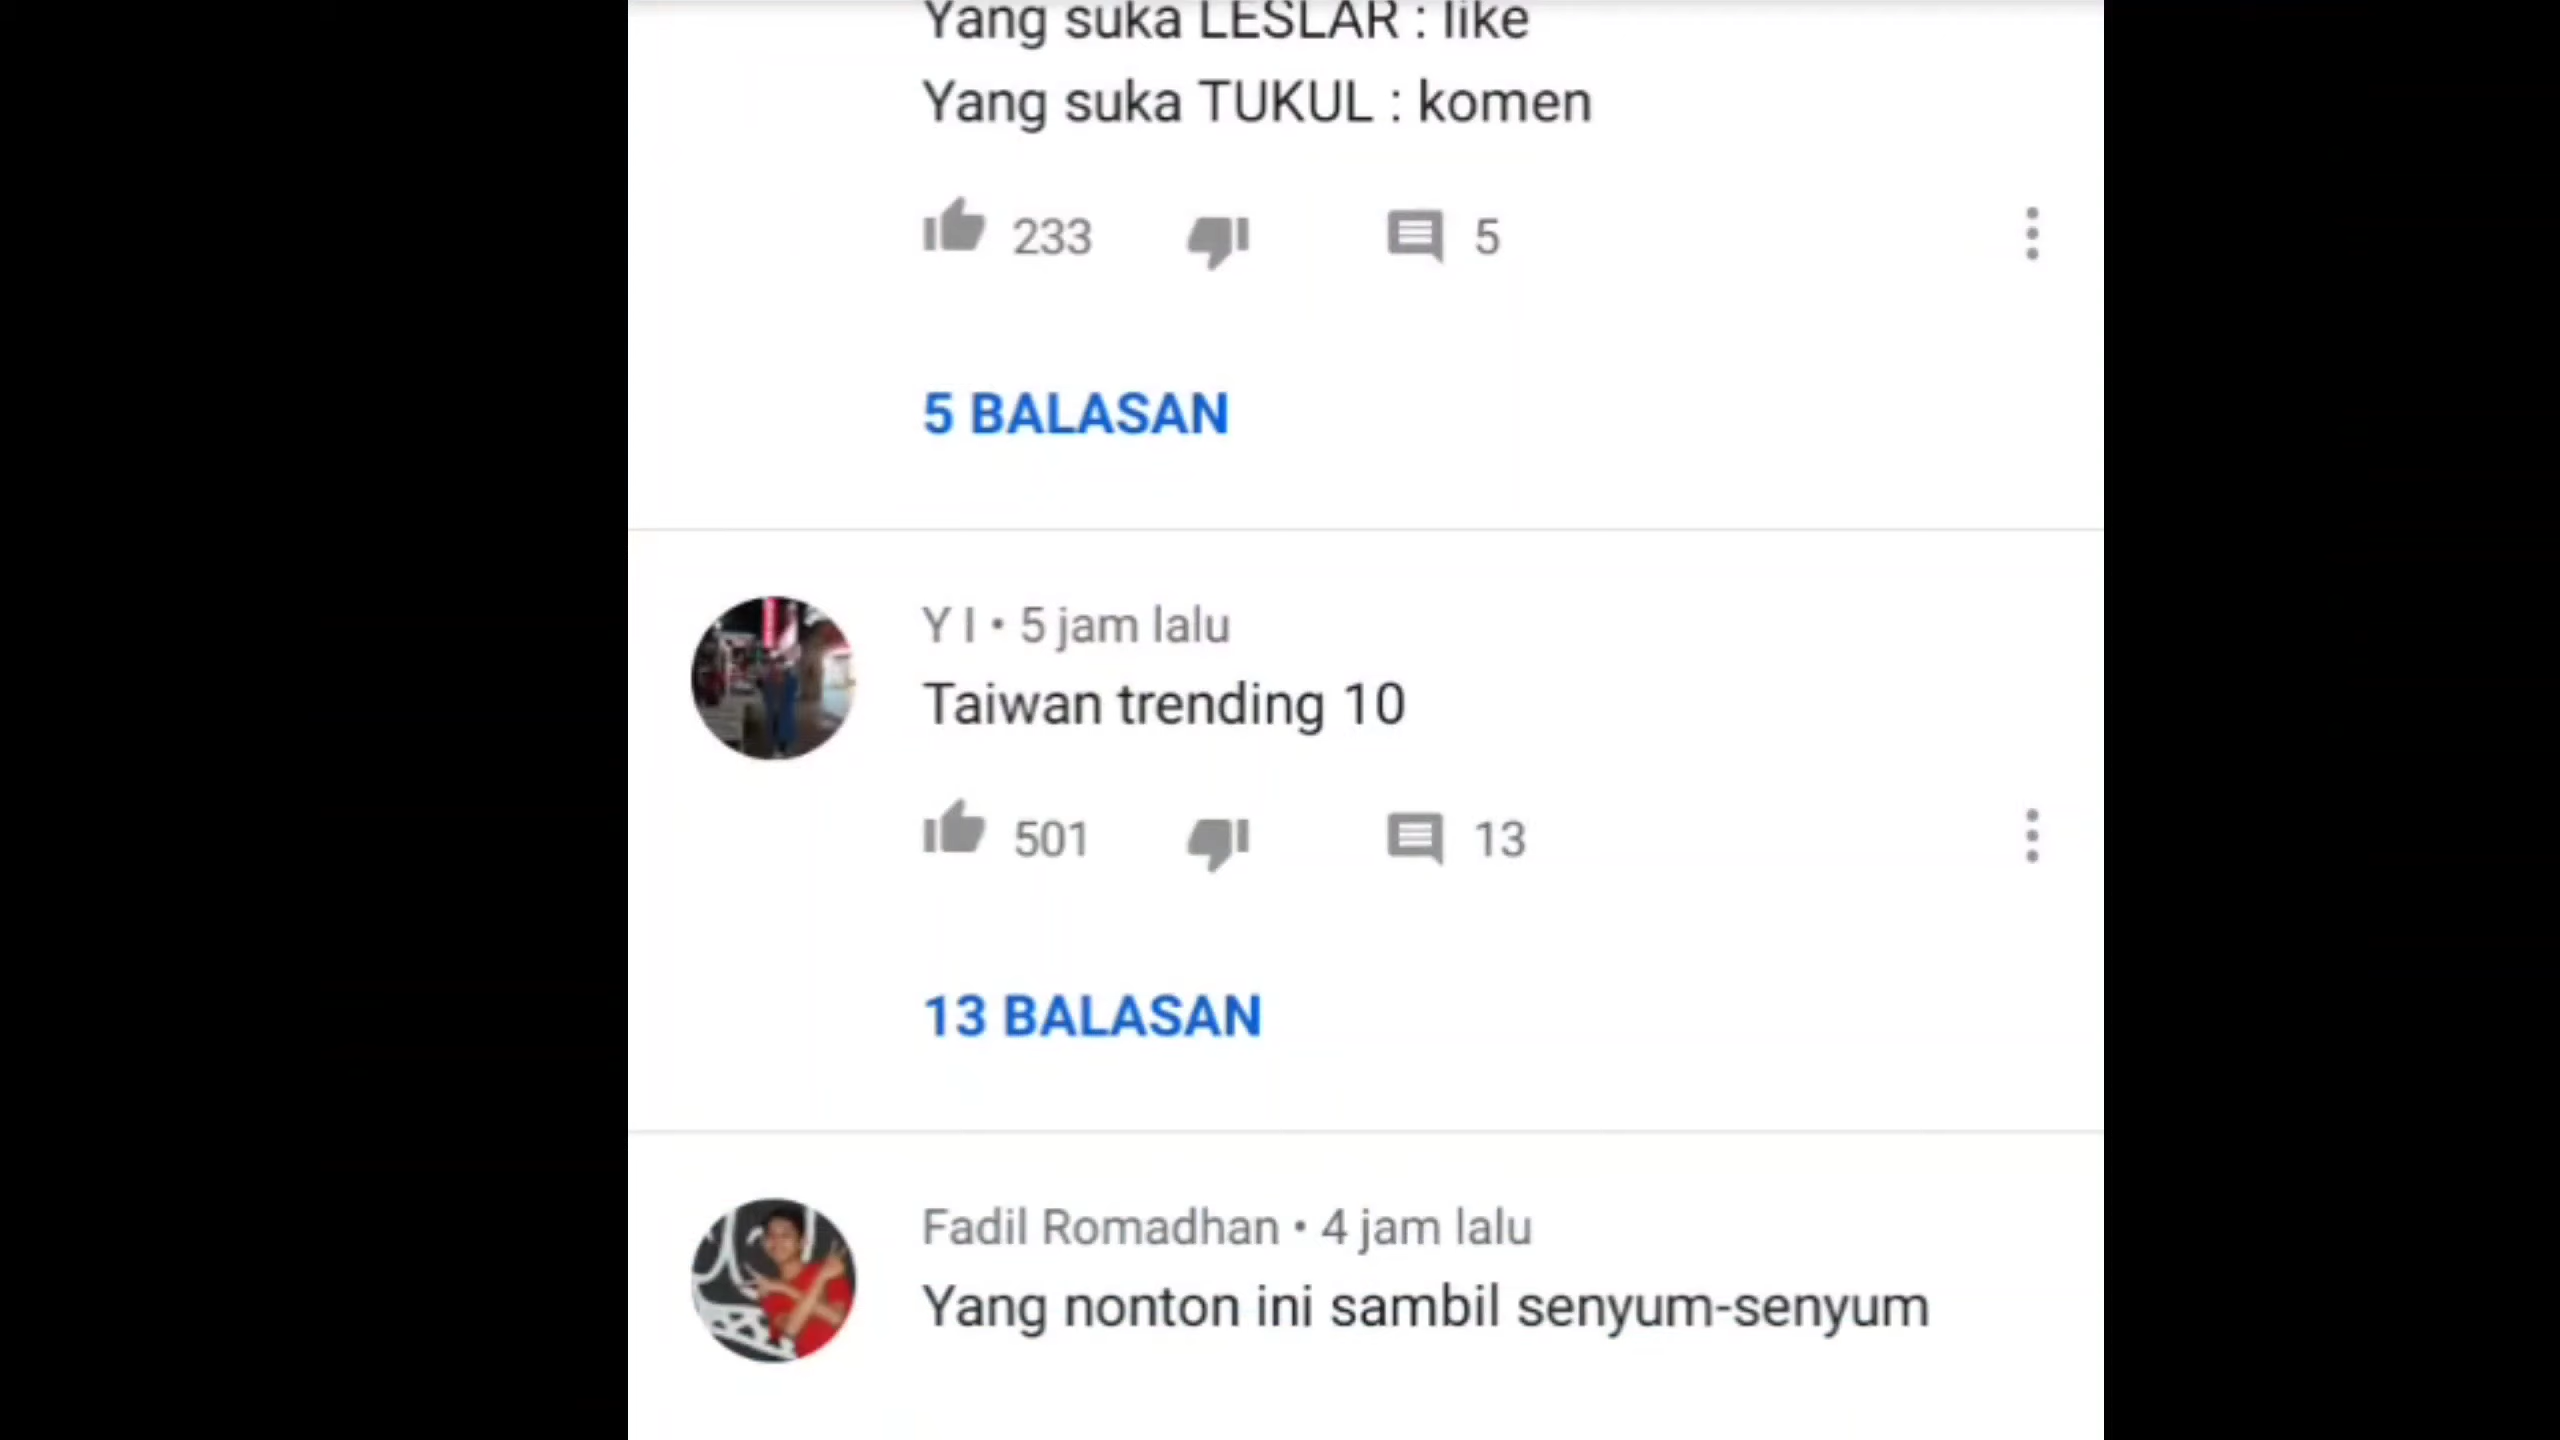 Yang suka LESLAR : like
Yang suka TUKUL : komen
233 5
5 BALASAN
Y I • 5 jam lalu
Taiwan trending 10
501 13
13 BALASAN
Fadil Romadhan • 4 jam lalu
Yang nonton ini sambil senyum-senyum